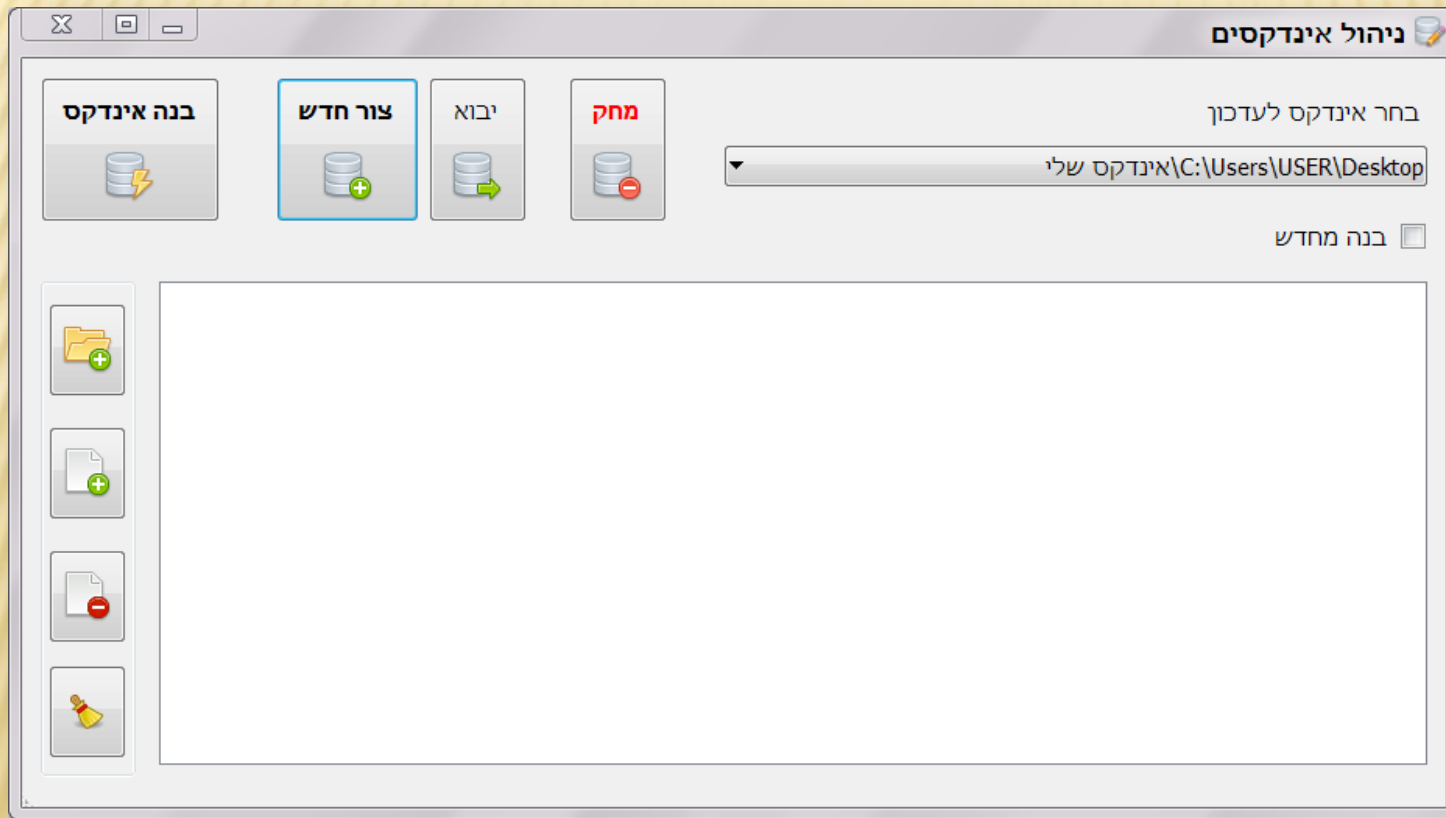 ניהול אינדקסים
בחר אינדקס לעדכון
מחק
יבוא
צור חדש
בנה אינדקס
C:\Users\USER\Desktop\אינדקס שלי
בנה מחדש